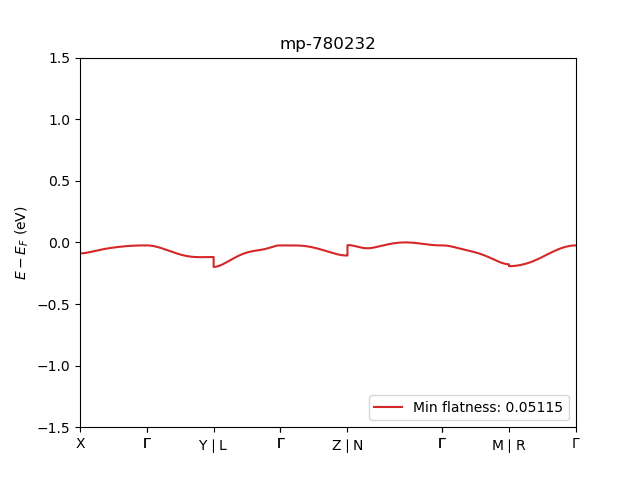 mp-780232
1.5
1.0
0.5
0.0
−0.5
−1.0
−1.5
E − E_F (eV)
X Γ Y | L Γ Z | N Γ M | R Γ
Min flatness: 0.05115